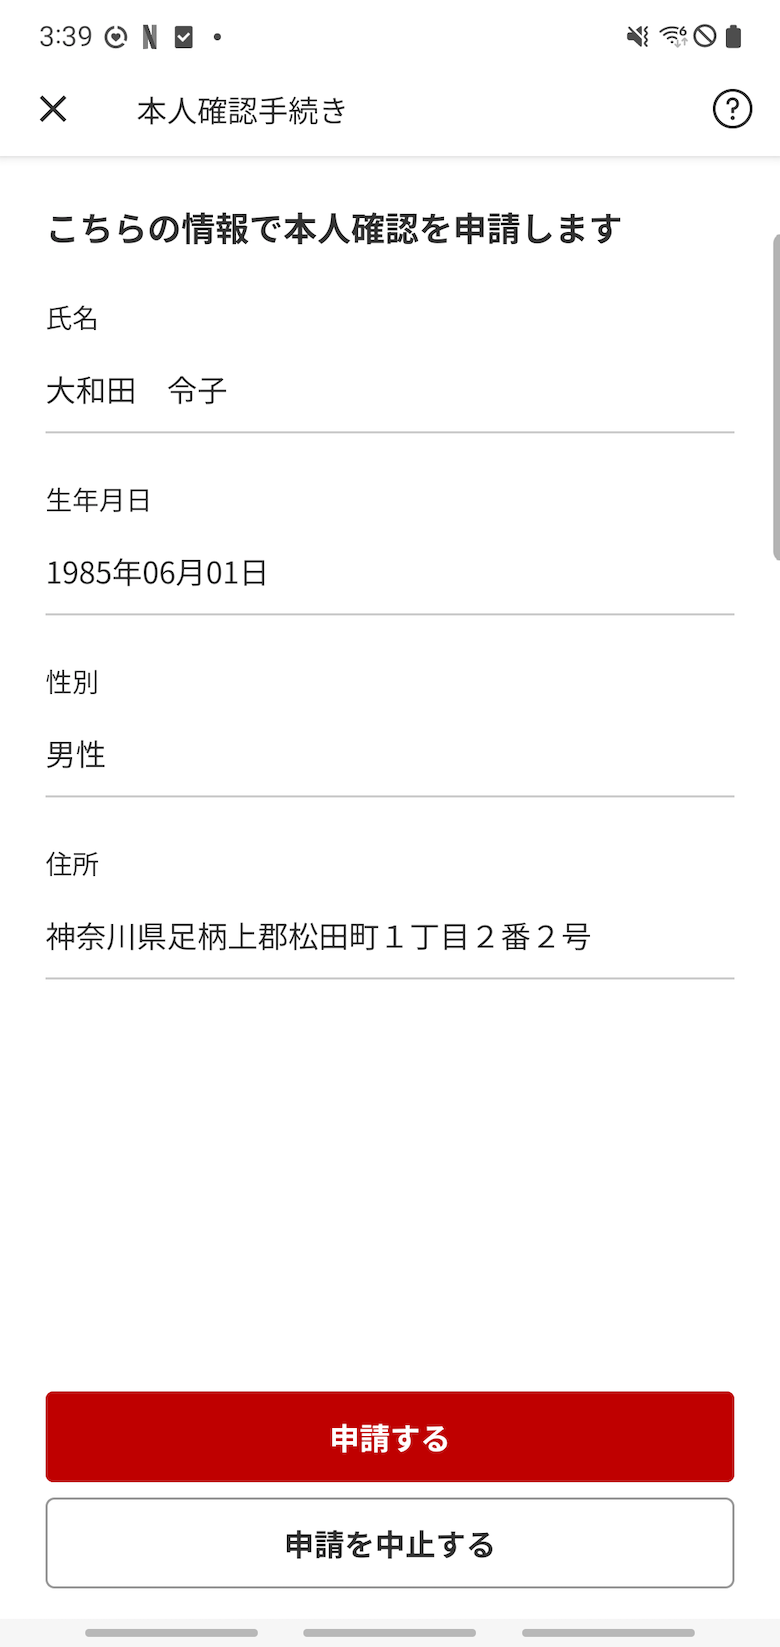 3:39
本人確認手続き
こちらの情報で本人確認を申請します
氏名
大和田　令子
生年月日
1985年06月01日
性別
男性
住所
神奈川県足柄上郡松田町１丁目２番２号
申請する
申請を中止する